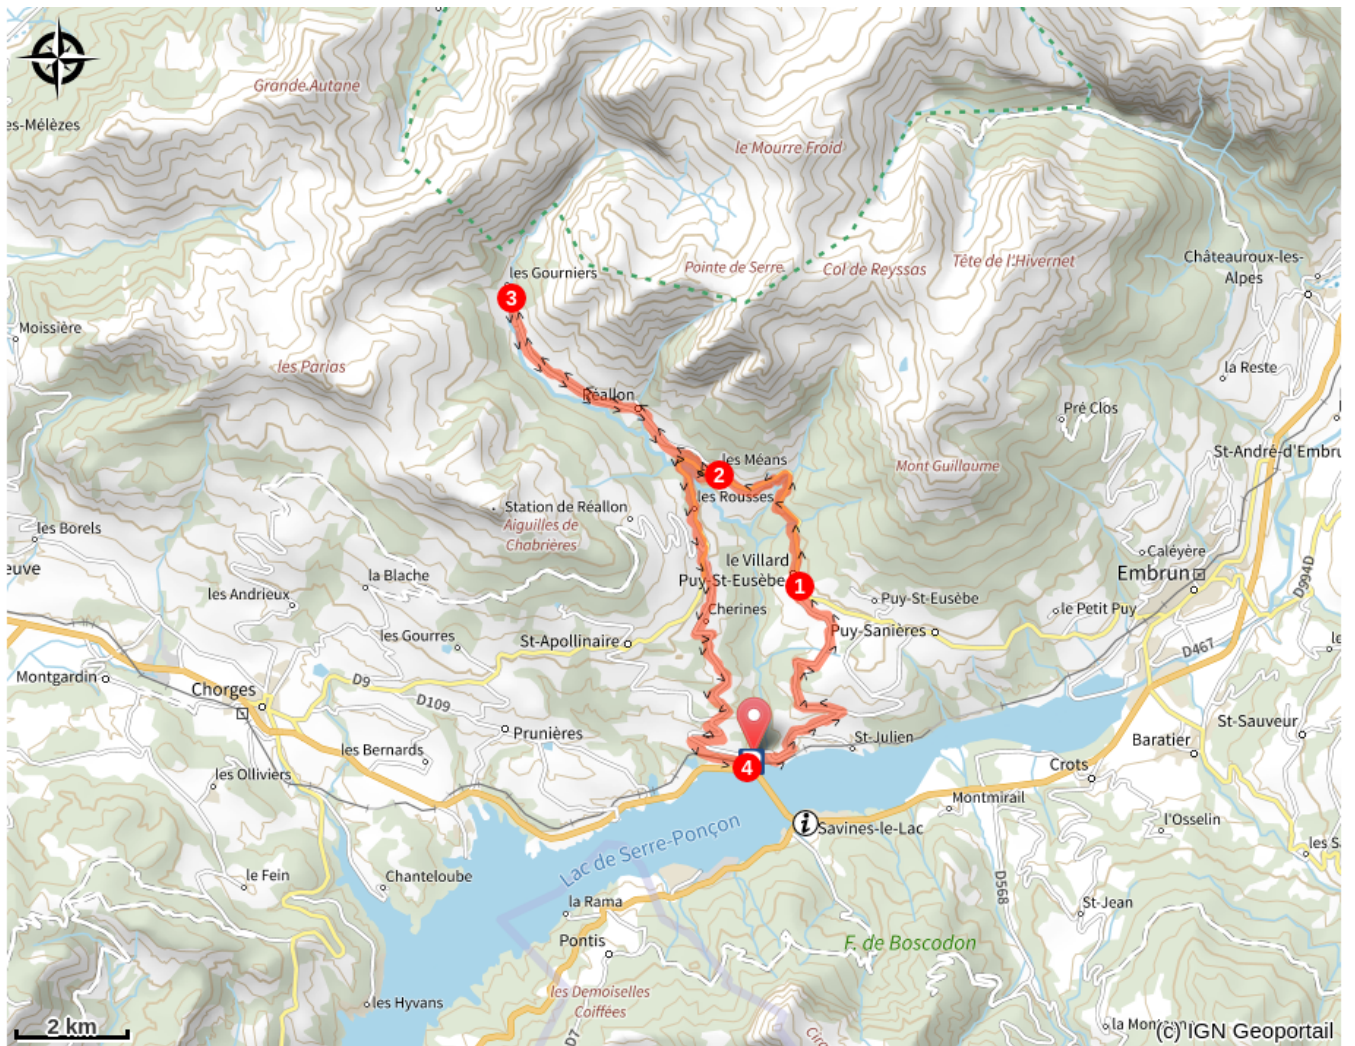 Grande Autane
es-Mélèzes
le Mourre Froid
Châteauroux-les-
Alpes
les Gourniers
Pointe de Serre
Col de Reyssas
Tête de l'Hivernet
3
Moissière
les Parias
la Reste
Réallon
Pré Clos
St-André-d'Embru
les Méans
2
Mont Guillaume
les Rousses
Station de Réallon
Aiguilles de
Chabrières
les Borels
Caléyère
euve
le Villard
Embrun
D994D
la Blache
Puy-St-Eusèbe
1
les Andrieux
Puy-St-Eusèbe
Cherines
le Petit Puy
les Gourres
St-Apollinaire
Puy-Sanières
le
D467
Montgardin
D9
Chorges
D109
St-Sauveur
Prunières
St-Julien
les Bernards
Baratier
4
Crots
les Olliviers
Montmirail
Lac de Serre-Ponçon
i
Savines-le-Lac
l'Osselin
les S
le Fein
Chanteloube
D568
la Rama
St-Jean
Pontis
F. de Boscodon
les Demoiselles
Coiffées
les Hyvans
D7
2 km
(c) IGN Geoportail